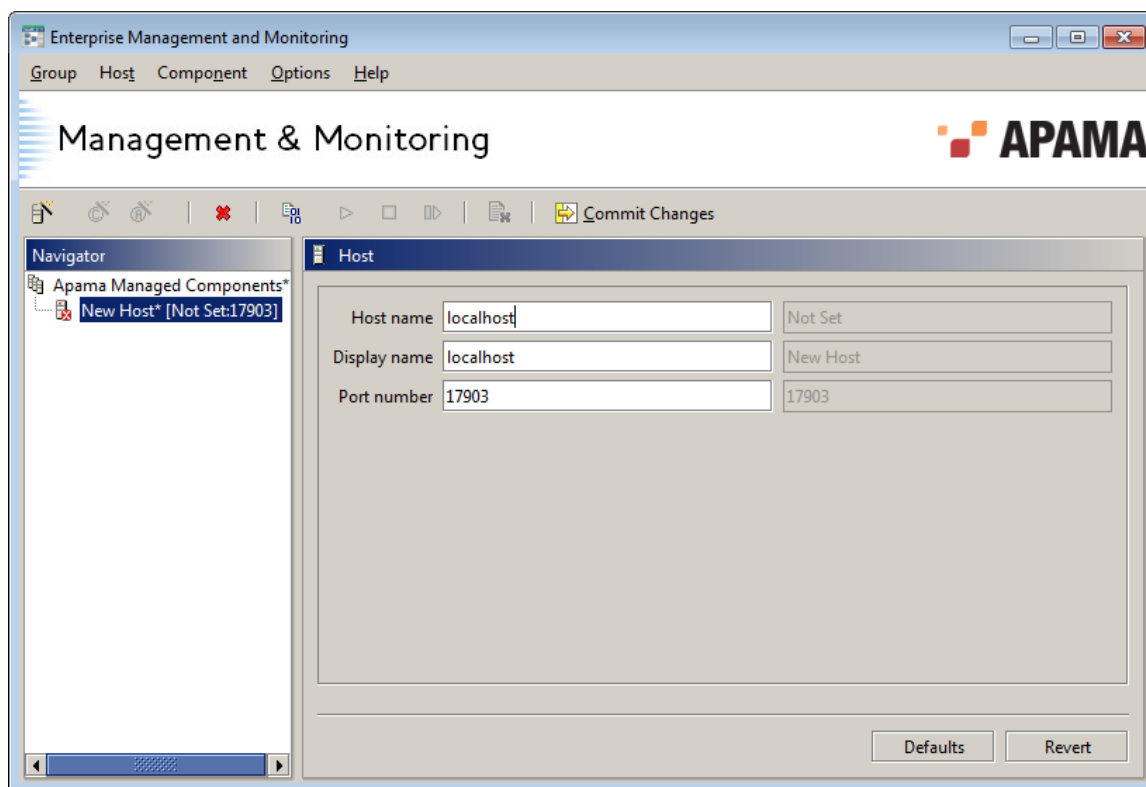 Enterprise Management and Monitoring
Group Host Component Options Help
Management & Monitoring
APAMA
Commit Changes
Navigator
Apama Managed Components*
New Host* [Not Set:17903]
Host
Host name localhost Not Set
Display name localhost New Host
Port number 17903 17903
Defaults Revert